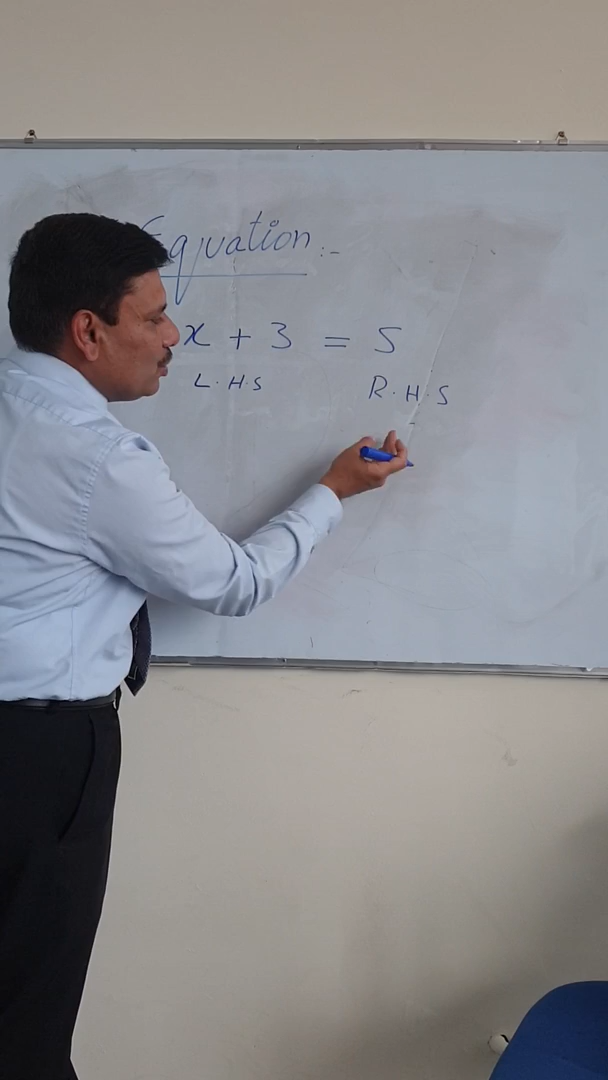 Equation:-
x + 3 = 5
L.H.S R.H.S